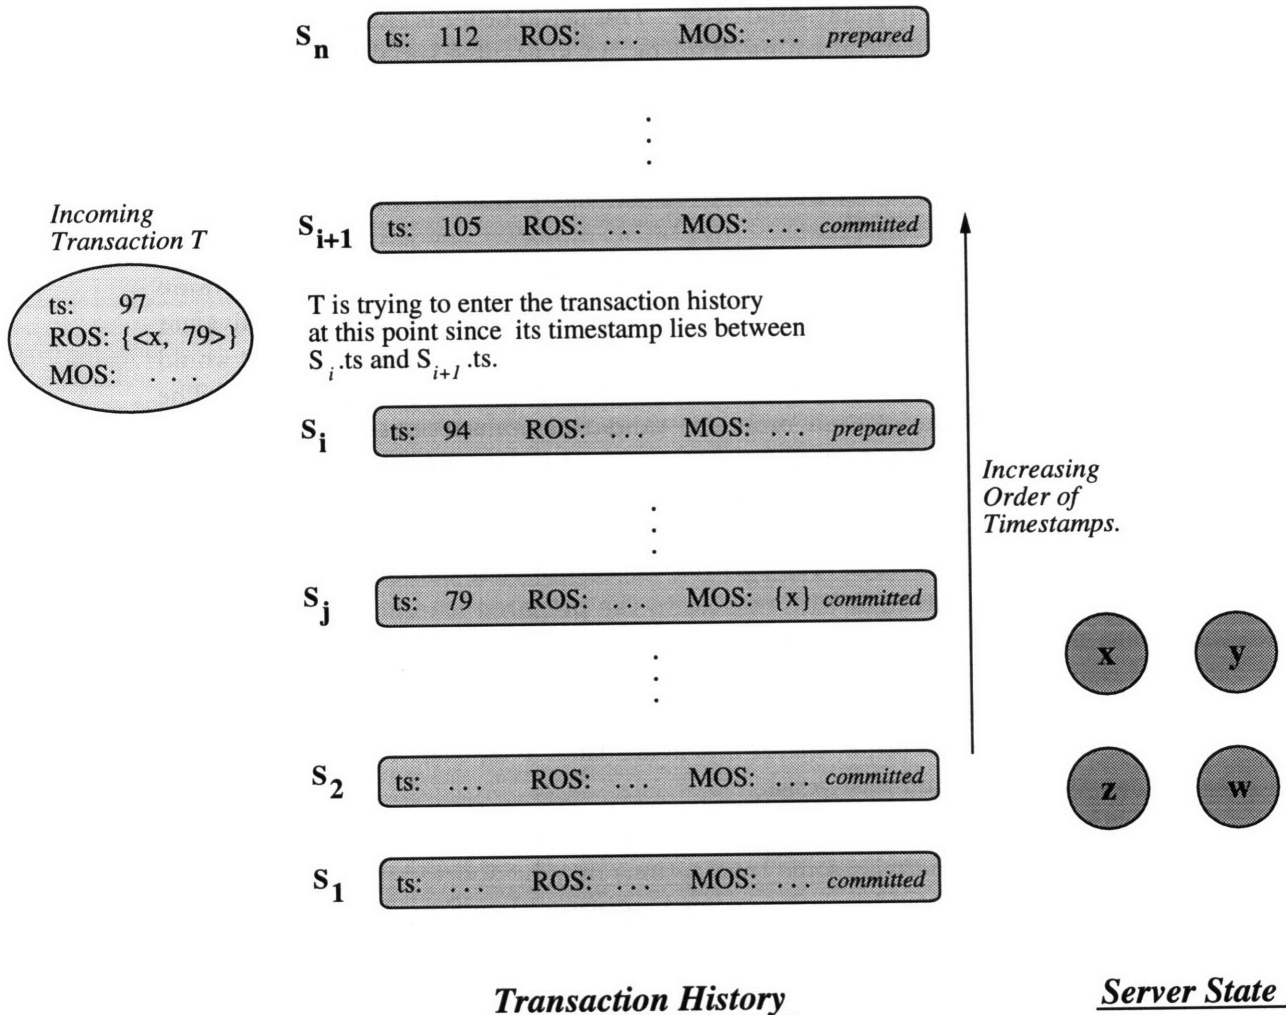 S_n ts: 112 ROS: . . . MOS: . . . prepared
Incoming
Transaction T
ts: 97
ROS: {<x, 79>}
MOS: . . .
S_i+1 ts: 105 ROS: . . . MOS: . . . committed
T is trying to enter the transaction history
at this point since its timestamp lies between
S_i.ts and S_i+1.ts.
S_i ts: 94 ROS: . . . MOS: . . . prepared
Increasing
Order of
Timestamps.
S_j ts: 79 ROS: . . . MOS: {x} committed
x y
S_2 ts: . . . ROS: . . . MOS: . . . committed
z w
S_1 ts: . . . ROS: . . . MOS: . . . committed
Transaction History
Server State